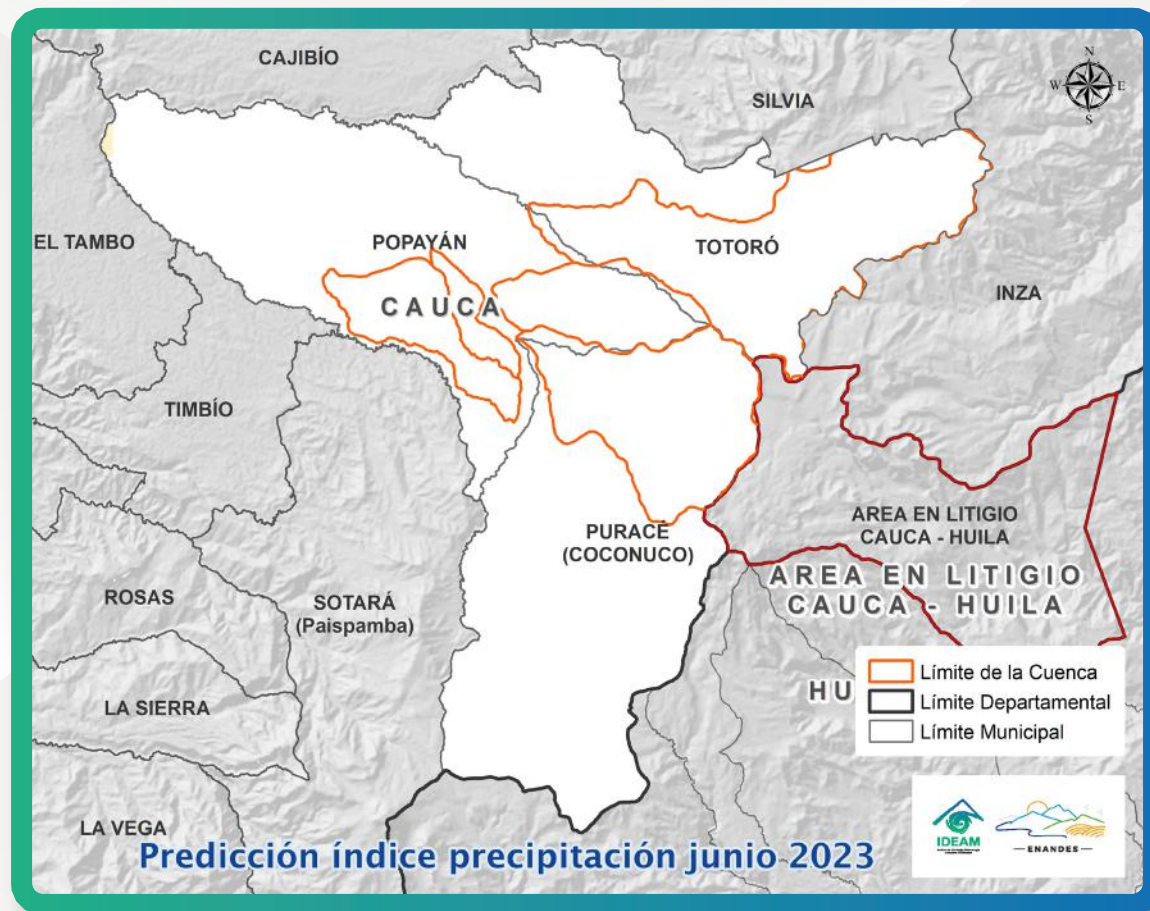 CAJIBÍO
SILVIA
N
W
E
S
EL TAMBO
POPAYÁN
TOTORÓ
INZA
CAUCA
TIMBÍO
PURACÉ
(COCONUCO)
AREA EN LITIGIO
CAUCA - HUILA
AREA EN LITIGIO
CAUCA - HUILA
ROSAS
SOTARÁ
(Paispamba)
LA SIERRA
HU
Límite de la Cuenca
Límite Departamental
Límite Municipal
LA VEGA
Predicción índice precipitación junio 2023
IDEAM
ENANDES